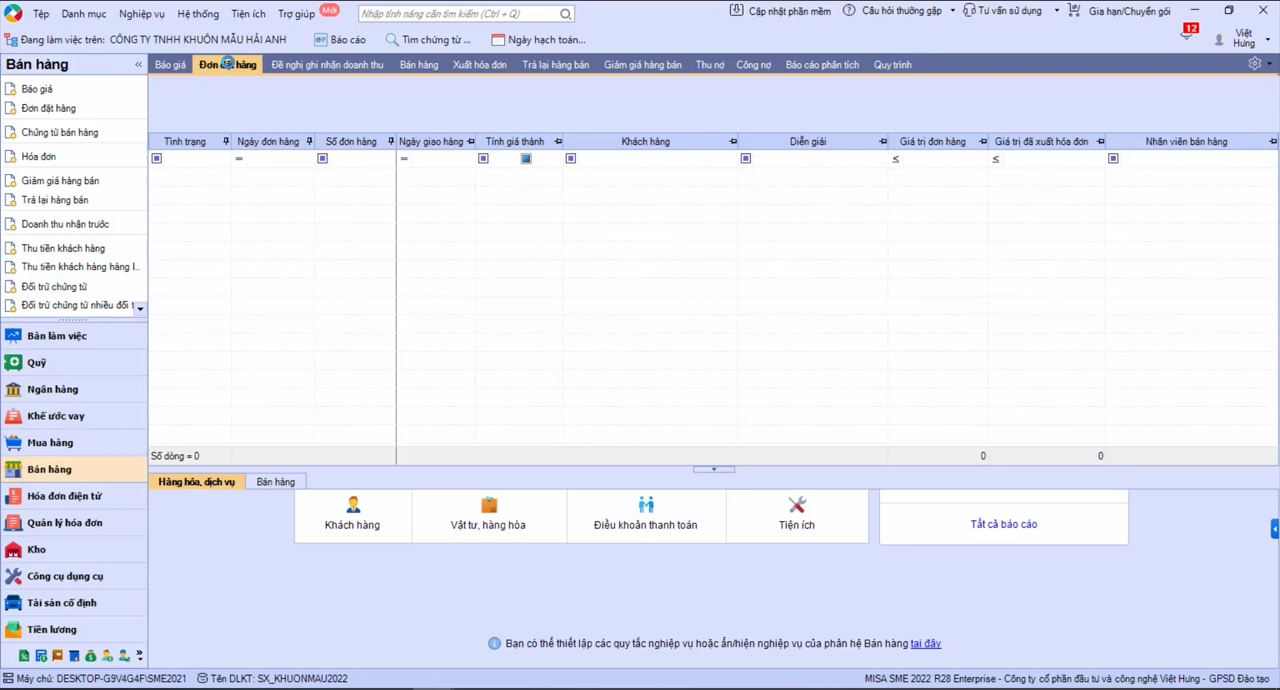 Tệp Danh mục Nghiệp vụ Hệ thống Tiện ích Trợ giúp Mới Nhập tính năng cần tìm kiếm (Ctrl + Q) Cập nhật phần mềm Câu hỏi thường gặp Tư vấn sử dụng Gia hạn/Chuyển gói
Đang làm việc trên: CÔNG TY TNHH KHUÔN MẪU HẢI ANH Báo cáo Tìm chứng từ ... Ngày hạch toán... 12 Việt Hưng
Bán hàng «
Báo giá Đơn đặt hàng Đề nghị ghi nhận doanh thu Bán hàng Xuất hóa đơn Trả lại hàng bán Giảm giá hàng bán Thu nợ Công nợ Báo cáo phân tích Quy trình
Báo giá
Đơn đặt hàng
Chứng từ bán hàng
Hóa đơn
Giảm giá hàng bán
Trả lại hàng bán
Doanh thu nhận trước
Thu tiền khách hàng
Thu tiền khách hàng hàng l...
Đối trừ chứng từ
Đối trừ chứng từ nhiều đối t
Bàn làm việc
Quỹ
Ngân hàng
Khế ước vay
Mua hàng
Bán hàng
Hóa đơn điện tử
Quản lý hóa đơn
Kho
Công cụ dụng cụ
Tài sản cố định
Tiền lương
Tình trạng Ngày đơn hàng Số đơn hàng Ngày giao hàng Tính giá thành Khách hàng Diễn giải Giá trị đơn hàng Giá trị đã xuất hóa đơn Nhân viên bán hàng
= = ≤ ≤
Số dòng = 0 0 0
Hàng hóa, dịch vụ Bán hàng
Khách hàng Vật tư, hàng hóa Điều khoản thanh toán Tiện ích Tất cả báo cáo
Bạn có thể thiết lập các quy tắc nghiệp vụ hoặc ẩn/hiện nghiệp vụ của phân hệ Bán hàng tại đây
Máy chủ: DESKTOP-G9V4G4F\SME2021 Tên DLKT: SX_KHUONMAU2022 MISA SME 2022 R28 Enterprise - Công ty cổ phần đầu tư và công nghệ Việt Hưng - GPSD Đào tạo